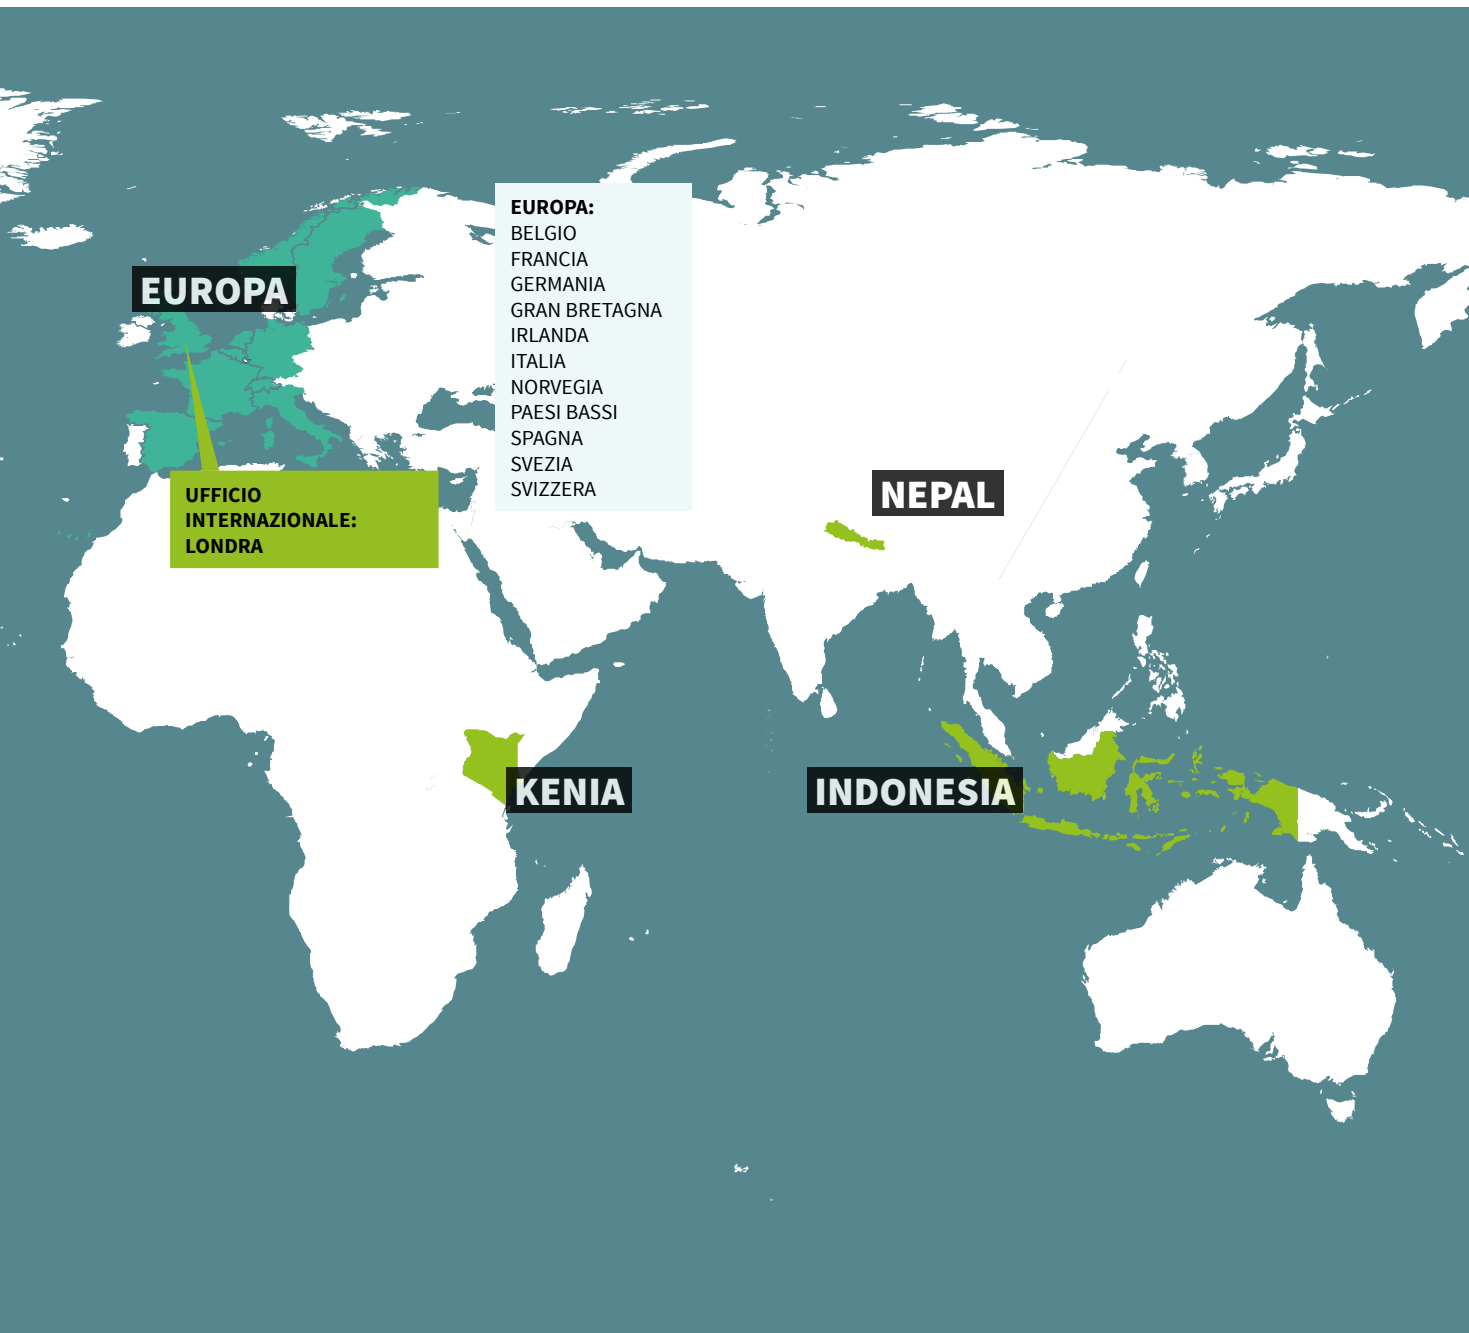 EUROPA
EUROPA:
BELGIO
FRANCIA
GERMANIA
GRAN BRETAGNA
IRLANDA
ITALIA
NORVEGIA
PAESI BASSI
SPAGNA
SVEZIA
SVIZZERA
UFFICIO
INTERNAZIONALE:
LONDRA
NEPAL
KENIA
INDONESIA